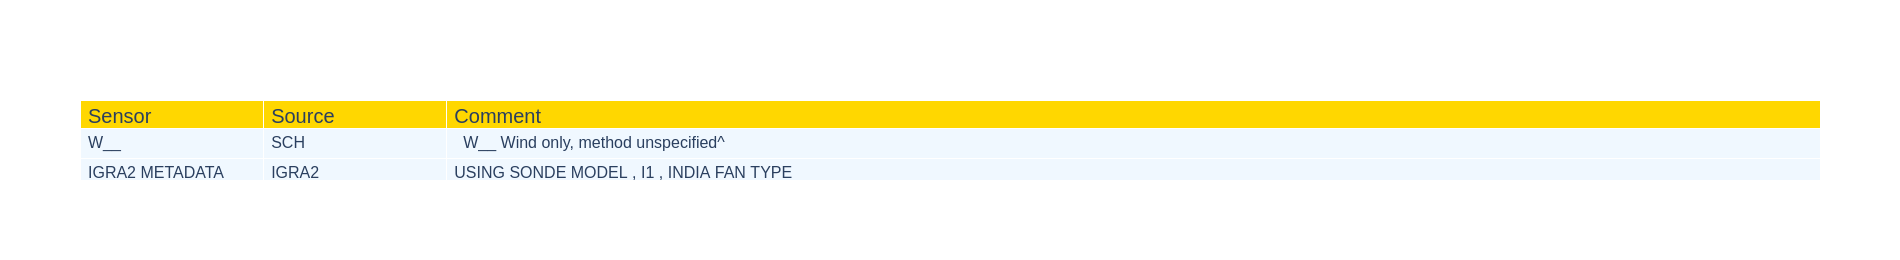 Sensor Source Comment
W__ SCH W__ Wind only, method unspecified^
IGRA2 METADATA IGRA2 USING SONDE MODEL , I1 , INDIA FAN TYPE